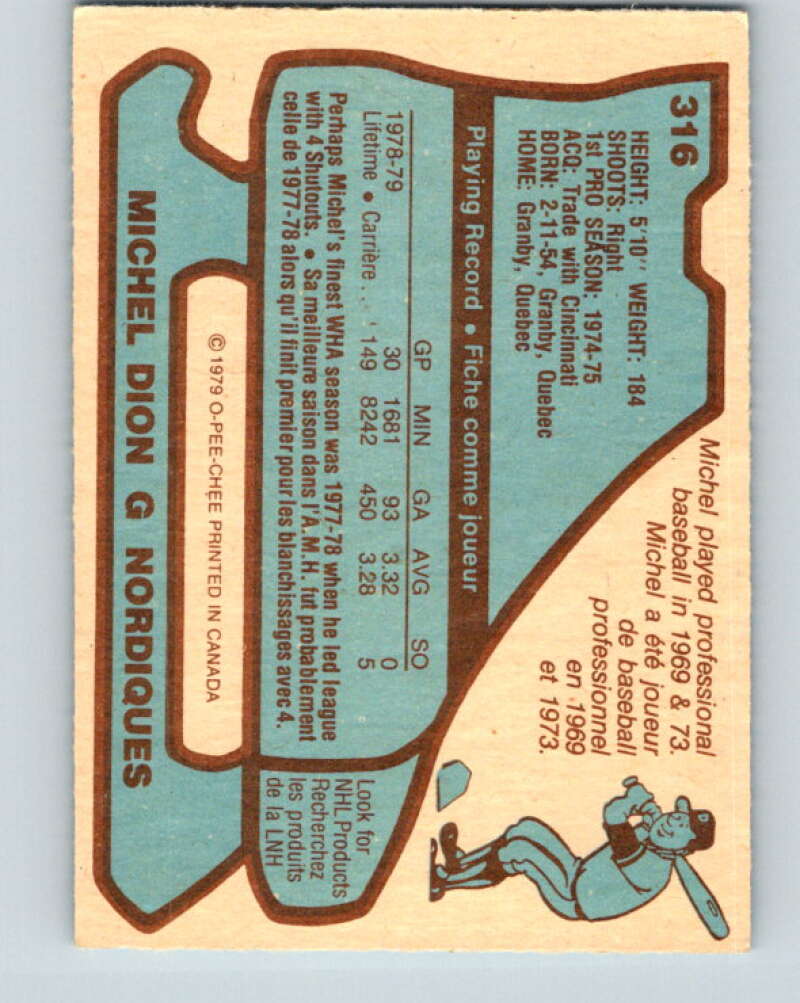 316
HEIGHT: 5'10" WEIGHT: 184
SHOOTS: Right
1st PRO SEASON: 1974-75
ACQ: Trade with Cincinnati
BORN: 2-11-54, Granby, Quebec
HOME: Granby, Quebec
Michel played professional
baseball in 1969 & 73.
Michel a été joueur
de baseball
professionnel
en 1969
et 1973.
Playing Record • Fiche comme joueur
GP MIN GA AVG SO
1978-79 30 1681 93 3.32 0
Lifetime • Carrière . . . 149 8242 450 3.28 5
Perhaps Michel's finest WHA season was 1977-78 when he led league
with 4 Shutouts. • Sa meilleure saison dans l'A.M.H. fut probablement
celle de 1977-78 alors qu'il finit premier pour les blanchissages avec 4.
Look for
NHL Products
Recherchez
les produits
de la LNH
© 1979 O-PEE-CHEE PRINTED IN CANADA
MICHEL DION G NORDIQUES